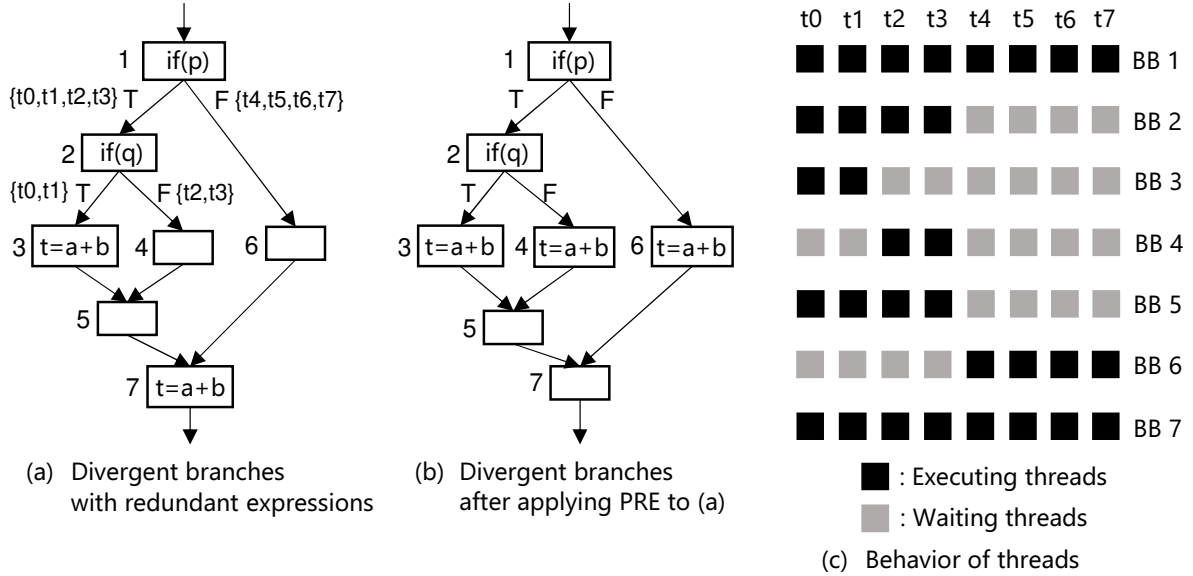 1 if(p)
{t0,t1,t2,t3} T F {t4,t5,t6,t7}
2 if(q)
{t0,t1} T F {t2,t3}
3 t=a+b 4 6
5
7 t=a+b
(a) Divergent branches
with redundant expressions
1 if(p)
T F
2 if(q)
T F
3 t=a+b 4 t=a+b 6 t=a+b
5
7
(b) Divergent branches
after applying PRE to (a)
t0 t1 t2 t3 t4 t5 t6 t7
BB 1
BB 2
BB 3
BB 4
BB 5
BB 6
BB 7
: Executing threads
: Waiting threads
(c) Behavior of threads